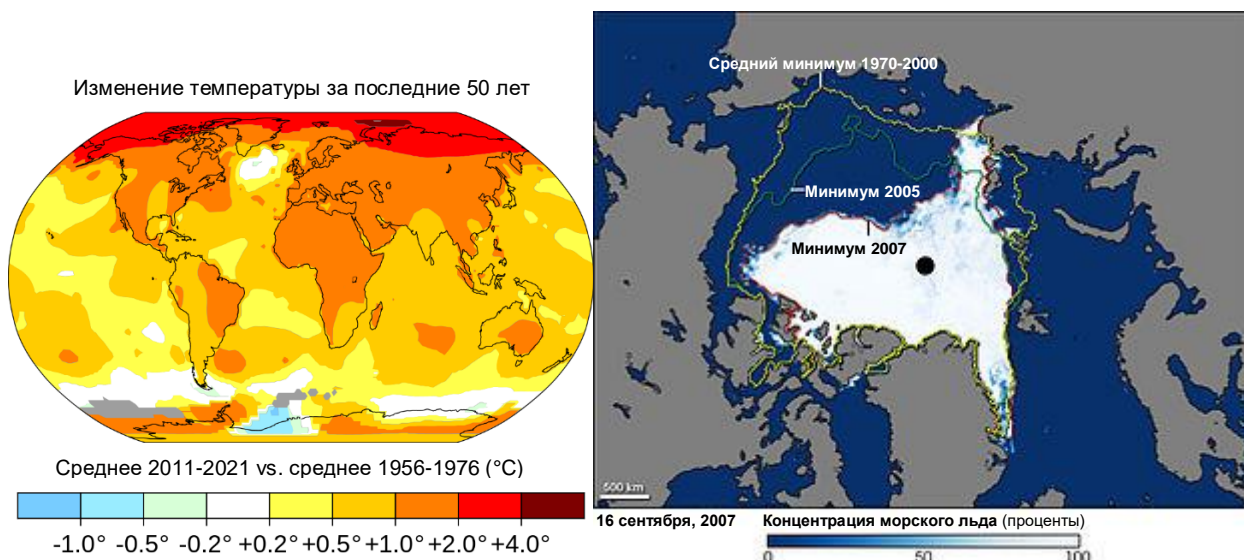 Изменение температуры за последние 50 лет
Среднее 2011-2021 vs. среднее 1956-1976 (°C)
-1.0° -0.5° -0.2° +0.2° +0.5° +1.0° +2.0° +4.0°
Средний минимум 1970-2000
Минимум 2005
Минимум 2007
500 km
16 сентября, 2007 Концентрация морского льда (проценты)
0 50 100